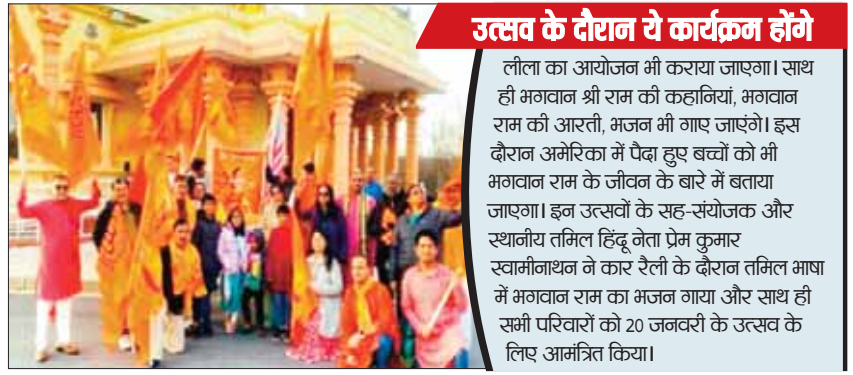 उत्सव के दौरान ये कार्यक्रम होंगे
लीला का आयोजन भी कराया जाएगा। साथ
ही भगवान श्री राम की कहानियां, भगवान
राम की आरती, भजन भी गाए जाएंगे। इस
दौरान अमेरिका में पैदा हुए बच्चों को भी
भगवान राम के जीवन के बारे में बताया
जाएगा। इन उत्सवों के सह-संयोजक और
स्थानीय तमिल हिंदू नेता प्रेम कुमार
स्वामीनाथन ने कार रैली के दौरान तमिल भाषा
में भगवान राम का भजन गाया और साथ ही
सभी परिवारों को 20 जनवरी के उत्सव के
लिए आमंत्रित किया।